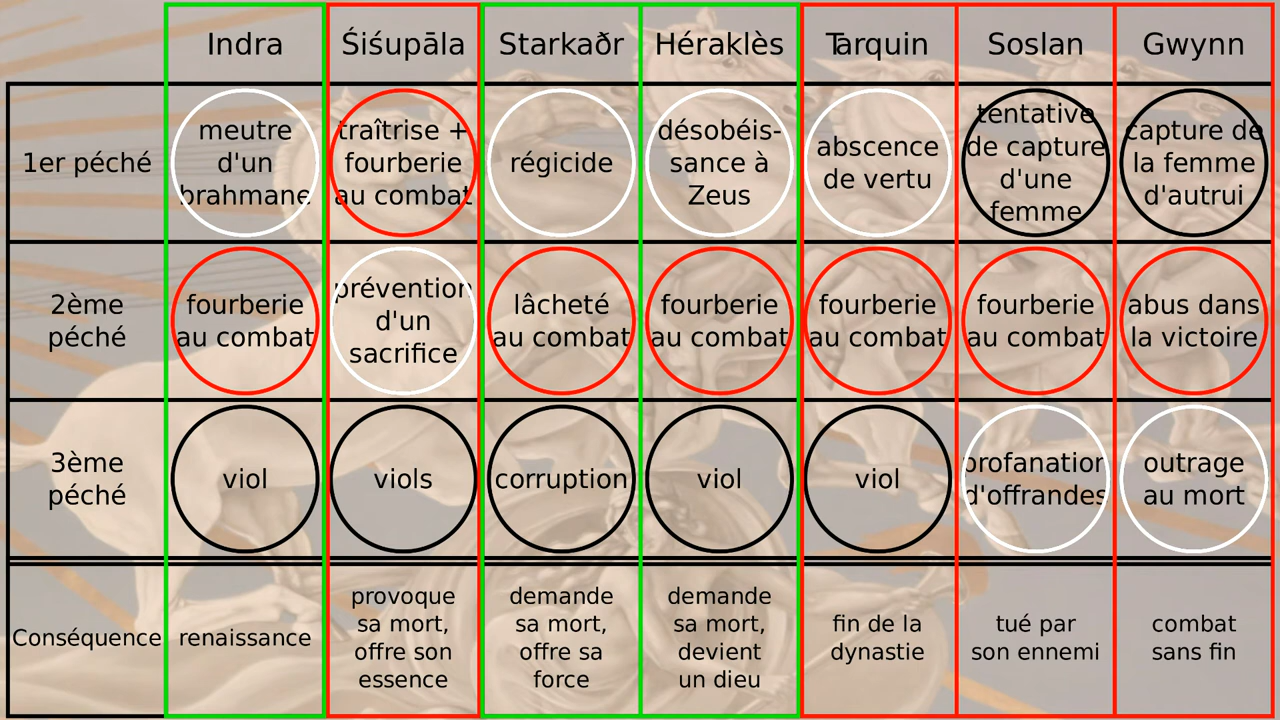 Indra
Śiśupāla
Starkaðr
Héraklès
Tarquin
Soslan
Gwynn
1er péché
meutre
d'un
brahmane
traîtrise +
fourberie
au combat
régicide
désobéis-
sance à
Zeus
abscence
de vertu
tentative
de capture
d'une
femme
capture de
la femme
d'autrui
2ème
péché
fourberie
au combat
prévention
d'un
sacrifice
lâcheté
au combat
fourberie
au combat
fourberie
au combat
fourberie
au combat
abus dans
la victoire
3ème
péché
viol
viols
corruption
viol
viol
profanation
d'offrandes
outrage
au mort
Conséquence
renaissance
provoque
sa mort,
offre son
essence
demande
sa mort,
offre sa
force
demande
sa mort,
devient
un dieu
fin de la
dynastie
tué par
son ennemi
combat
sans fin